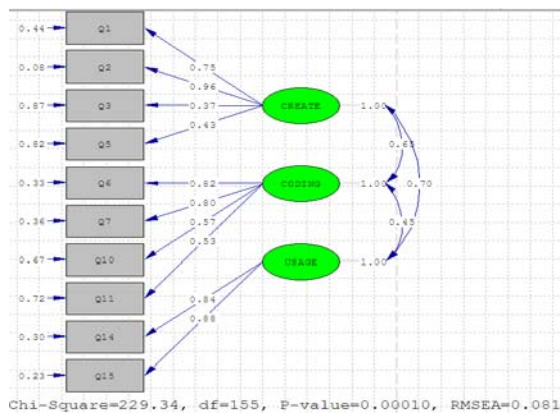 0.44 Q1
0.75
0.08 Q2
0.96
0.87 Q3 0.37 CREATE 1.00
0.43
0.82 Q5
0.65
0.33 Q6 0.82 CODING 1.00 0.70
0.80
0.36 Q7
0.57
0.45
0.67 Q10
0.53
USAGE 1.00
0.72 Q11
0.84
0.30 Q14
0.88
0.23 Q15
Chi-Square=229.34, df=155, P-value=0.00010, RMSEA=0.081